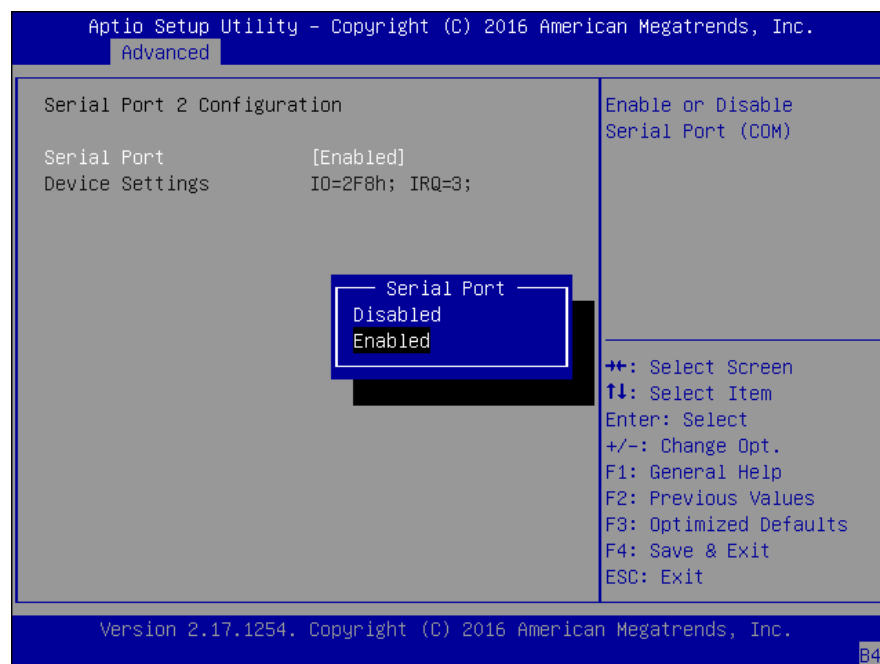 Aptio Setup Utility – Copyright (C) 2016 American Megatrends, Inc.
Advanced
Serial Port 2 Configuration
Serial Port [Enabled]
Device Settings IO=2F8h; IRQ=3;
Serial Port
Disabled
Enabled
Enable or Disable
Serial Port (COM)
→←: Select Screen
↑↓: Select Item
Enter: Select
+/-: Change Opt.
F1: General Help
F2: Previous Values
F3: Optimized Defaults
F4: Save & Exit
ESC: Exit
Version 2.17.1254. Copyright (C) 2016 American Megatrends, Inc.
B4